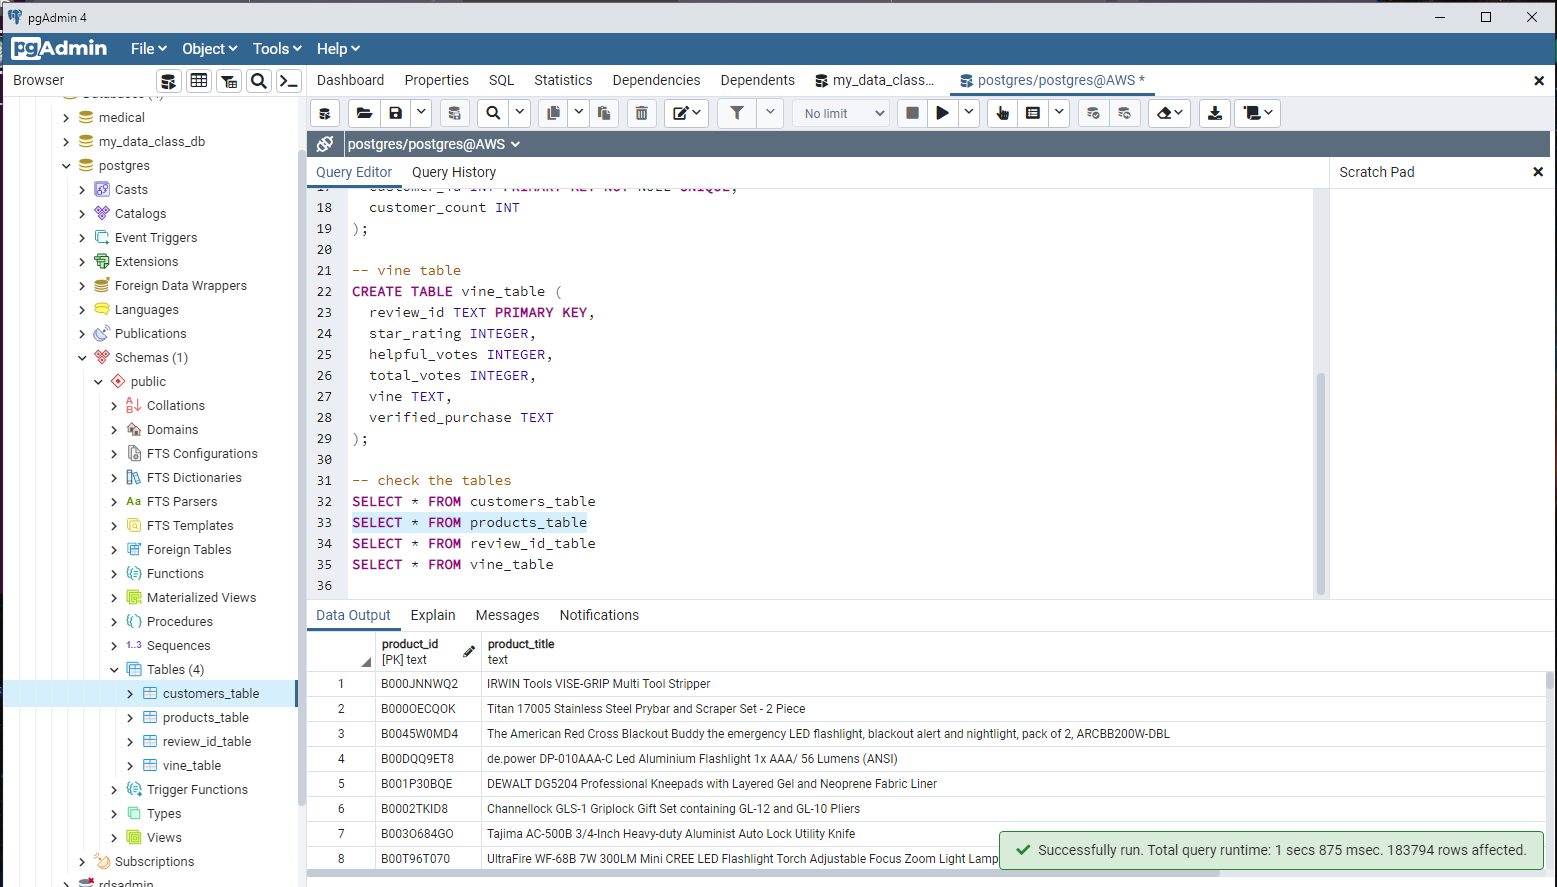 pgAdmin 4
pgAdmin File Object Tools Help
Browser
Dashboard Properties SQL Statistics Dependencies Dependents my_data_class... postgres/postgres@AWS *
No limit
postgres/postgres@AWS
Query Editor Query History
Scratch Pad
Databases (4)
medical
my_data_class_db
postgres
Casts
Catalogs
Event Triggers
Extensions
Foreign Data Wrappers
Languages
Publications
Schemas (1)
public
Collations
Domains
FTS Configurations
FTS Dictionaries
Aa FTS Parsers
FTS Templates
Foreign Tables
Functions
Materialized Views
Procedures
1..3 Sequences
Tables (4)
customers_table
products_table
review_id_table
vine_table
Trigger Functions
Types
Views
Subscriptions
rdsadmin
17 customer_id INT PRIMARY KEY NOT NULL UNIQUE,
18 customer_count INT
19 );
20
21 -- vine table
22 CREATE TABLE vine_table (
23 review_id TEXT PRIMARY KEY,
24 star_rating INTEGER,
25 helpful_votes INTEGER,
26 total_votes INTEGER,
27 vine TEXT,
28 verified_purchase TEXT
29 );
30
31 -- check the tables
32 SELECT * FROM customers_table
33 SELECT * FROM products_table
34 SELECT * FROM review_id_table
35 SELECT * FROM vine_table
36
Data Output Explain Messages Notifications
product_id product_title
[PK] text text
1 B000JNNWQ2 IRWIN Tools VISE-GRIP Multi Tool Stripper
2 B000OECQOK Titan 17005 Stainless Steel Prybar and Scraper Set - 2 Piece
3 B0045W0MD4 The American Red Cross Blackout Buddy the emergency LED flashlight, blackout alert and nightlight, pack of 2, ARCBB200W-DBL
4 B00DQQ9ET8 de.power DP-010AAA-C Led Aluminium Flashlight 1x AAA/ 56 Lumens (ANSI)
5 B001P30BQE DEWALT DG5204 Professional Kneepads with Layered Gel and Neoprene Fabric Liner
6 B0002TKID8 Channellock GLS-1 Griplock Gift Set containing GL-12 and GL-10 Pliers
7 B003O684GO Tajima AC-500B 3/4-Inch Heavy-duty Aluminist Auto Lock Utility Knife
8 B00T96T070 UltraFire WF-68B 7W 300LM Mini CREE LED Flashlight Torch Adjustable Focus Zoom Light Lamp
Successfully run. Total query runtime: 1 secs 875 msec. 183794 rows affected.